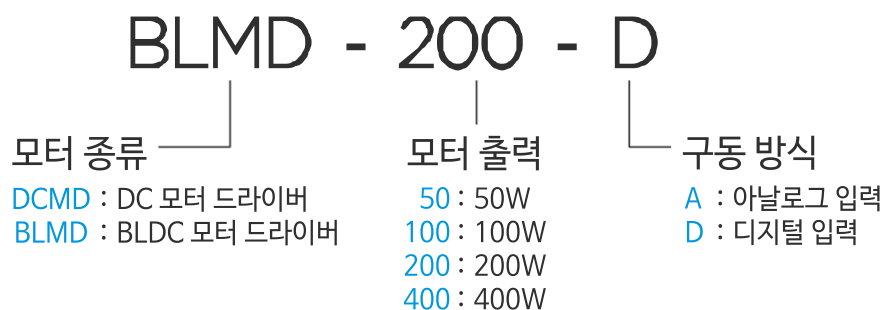 BLMD - 200 - D
모터 종류
DCMD : DC 모터 드라이버
BLMD : BLDC 모터 드라이버
모터 출력
50 : 50W
100 : 100W
200 : 200W
400 : 400W
구동 방식
A : 아날로그 입력
D : 디지털 입력